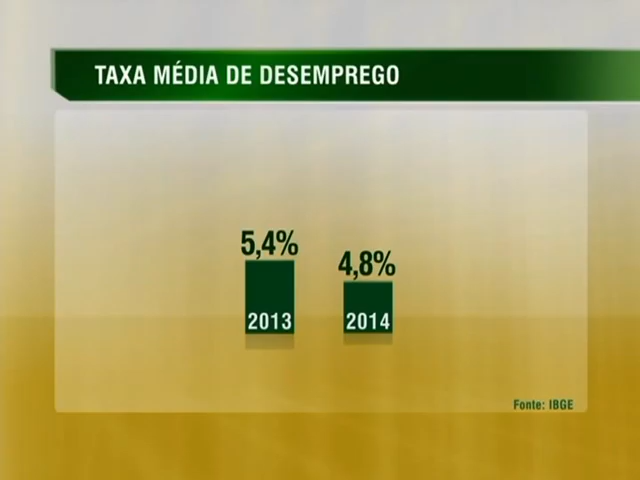 TAXA MÉDIA DE DESEMPREGO
5,4%
4,8%
2013
2014
Fonte: IBGE